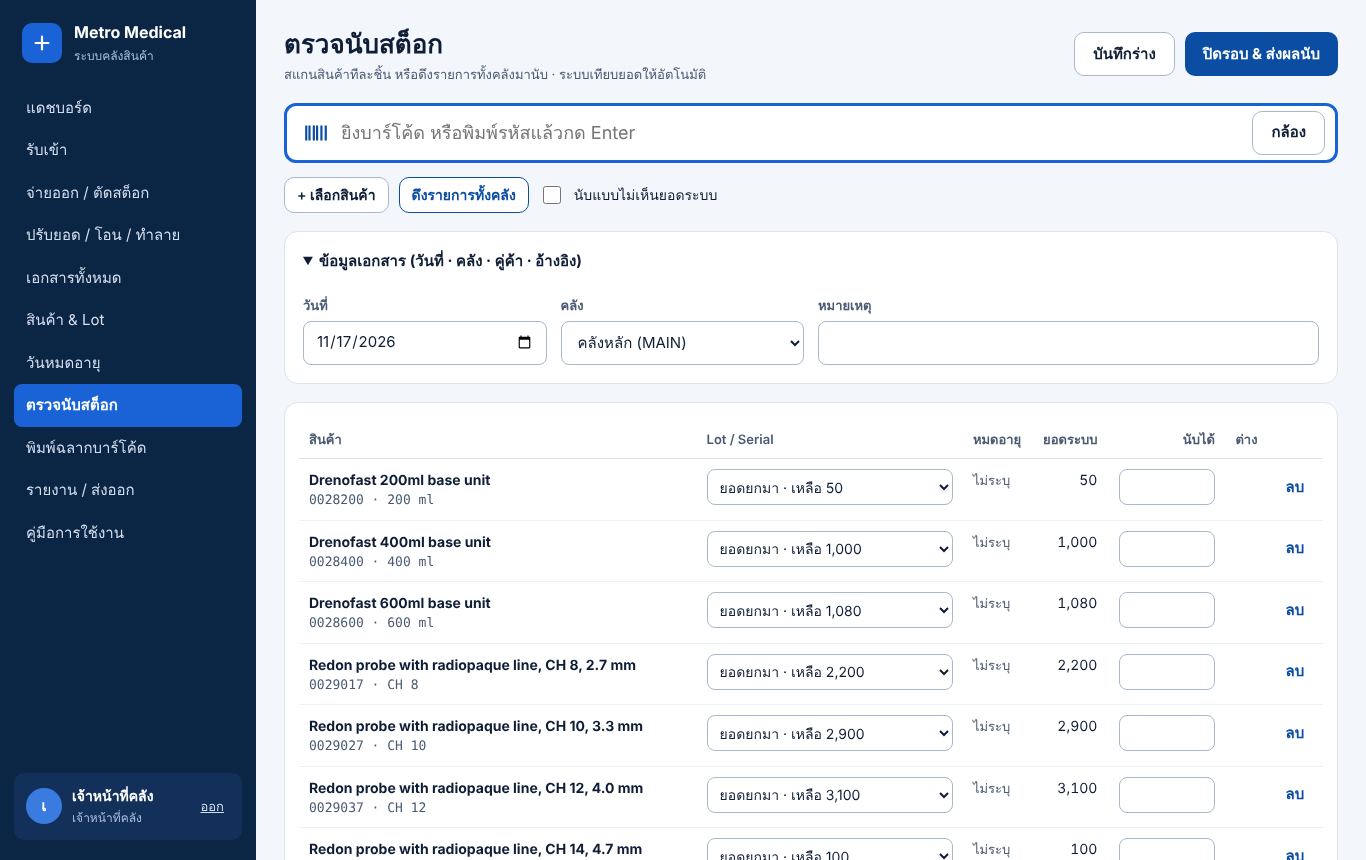 Metro Medical
ระบบคลังสินค้า
แดชบอร์ด
รับเข้า
จ่ายออก / ตัดสต็อก
ปรับยอด / โอน / ทำลาย
เอกสารทั้งหมด
สินค้า & Lot
วันหมดอายุ
ตรวจนับสต็อก
พิมพ์ฉลากบาร์โค้ด
รายงาน / ส่งออก
คู่มือการใช้งาน
เ
เจ้าหน้าที่คลัง
เจ้าหน้าที่คลัง
ออก
ตรวจนับสต็อก
สแกนสินค้าทีละชิ้น หรือดึงรายการทั้งคลังมานับ · ระบบเทียบยอดให้อัตโนมัติ
บันทึกร่าง
ปิดรอบ & ส่งผลนับ
ยิงบาร์โค้ด หรือพิมพ์รหัสแล้วกด Enter
กล้อง
+ เลือกสินค้า
ดึงรายการทั้งคลัง
นับแบบไม่เห็นยอดระบบ
▼ ข้อมูลเอกสาร (วันที่ · คลัง · คู่ค้า · อ้างอิง)
วันที่ คลัง หมายเหตุ
11/17/2026 คลังหลัก (MAIN)
สินค้า Lot / Serial หมดอายุ ยอดระบบ นับได้ ต่าง
Drenofast 200ml base unit
0028200 · 200 ml
ยอดยกมา · เหลือ 50 ไม่ระบุ 50 ลบ
Drenofast 400ml base unit
0028400 · 400 ml
ยอดยกมา · เหลือ 1,000 ไม่ระบุ 1,000 ลบ
Drenofast 600ml base unit
0028600 · 600 ml
ยอดยกมา · เหลือ 1,080 ไม่ระบุ 1,080 ลบ
Redon probe with radiopaque line, CH 8, 2.7 mm
0029017 · CH 8
ยอดยกมา · เหลือ 2,200 ไม่ระบุ 2,200 ลบ
Redon probe with radiopaque line, CH 10, 3.3 mm
0029027 · CH 10
ยอดยกมา · เหลือ 2,900 ไม่ระบุ 2,900 ลบ
Redon probe with radiopaque line, CH 12, 4.0 mm
0029037 · CH 12
ยอดยกมา · เหลือ 3,100 ไม่ระบุ 3,100 ลบ
Redon probe with radiopaque line, CH 14, 4.7 mm
ยอดยกมา · เหลือ 100 ไม่ระบุ 100 ลบ